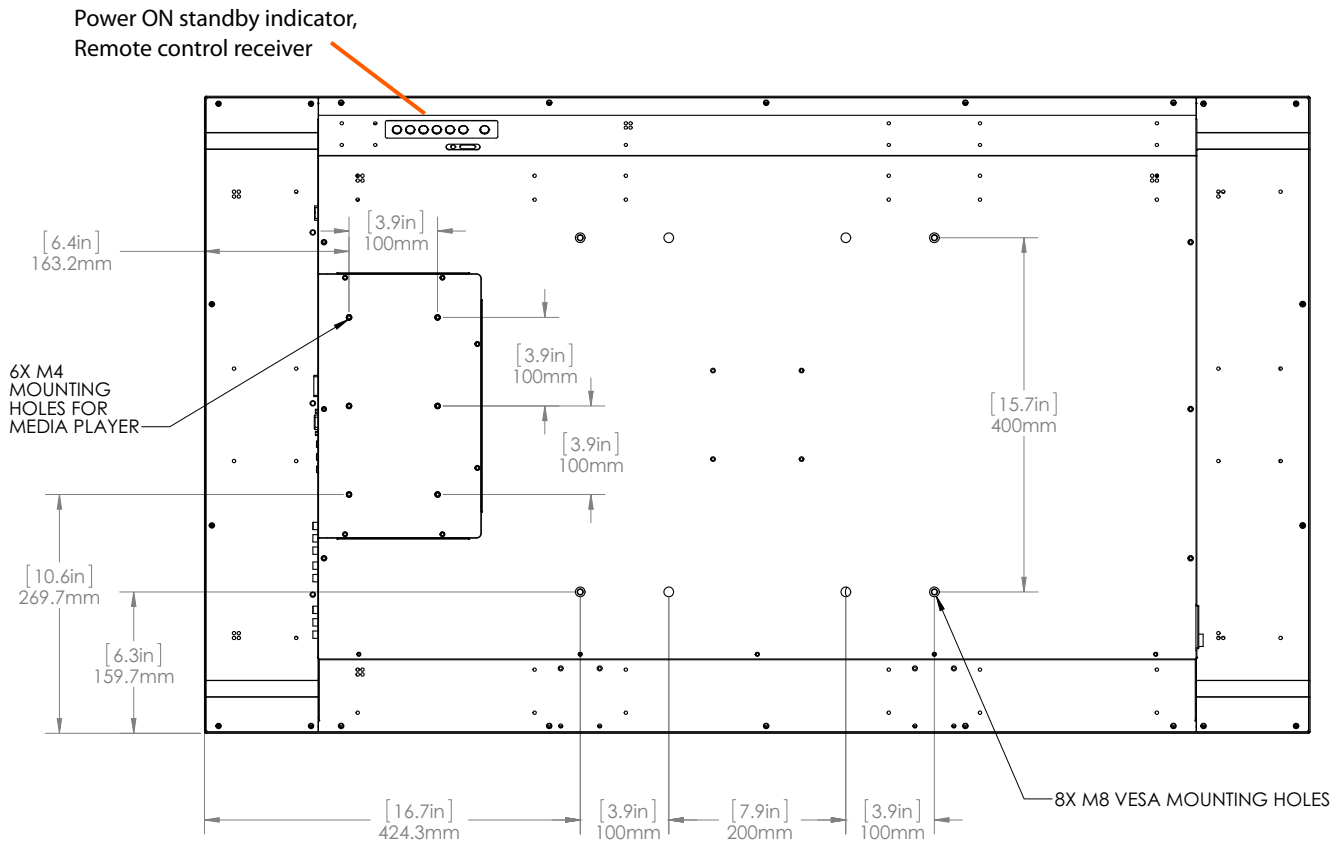 Power ON standby indicator,
Remote control receiver
[3.9in]
100mm
[6.4in]
163.2mm
6X M4
MOUNTING
HOLES FOR
MEDIA PLAYER
[3.9in]
100mm
[15.7in]
400mm
[3.9in]
100mm
[10.6in]
269.7mm
[6.3in]
159.7mm
8X M8 VESA MOUNTING HOLES
[16.7in]
424.3mm
[3.9in]
100mm
[7.9in]
200mm
[3.9in]
100mm